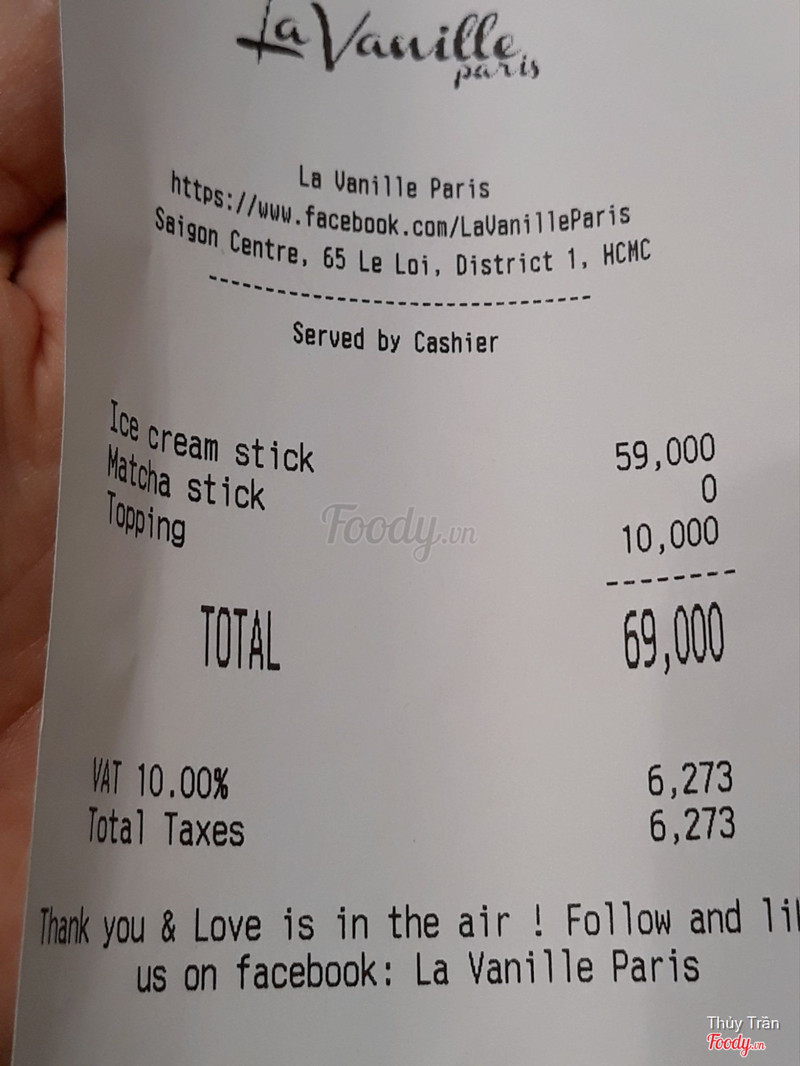 La Vanille
paris
La Vanille Paris
https://www.facebook.com/LaVanilleParis
Saigon Centre, 65 Le Loi, District 1, HCMC
--------------------------------
Served by Cashier
Ice cream stick 59,000
Matcha stick 0
Topping 10,000
--------
TOTAL 69,000
VAT 10.00% 6,273
Total Taxes 6,273
Thank you & Love is in the air ! Follow and lik
us on facebook: La Vanille Paris
Foody.vn
Thủy Trần
Foody.vn